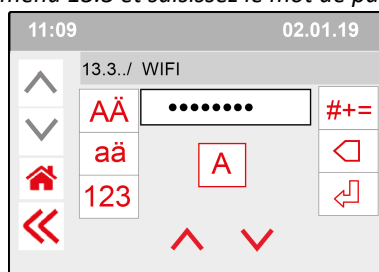 menu 13.3 et saisissez le mot de pa
11:09 02.01.19
13.3../ WIFI
AÄ •••••••• #+=
aä A
123